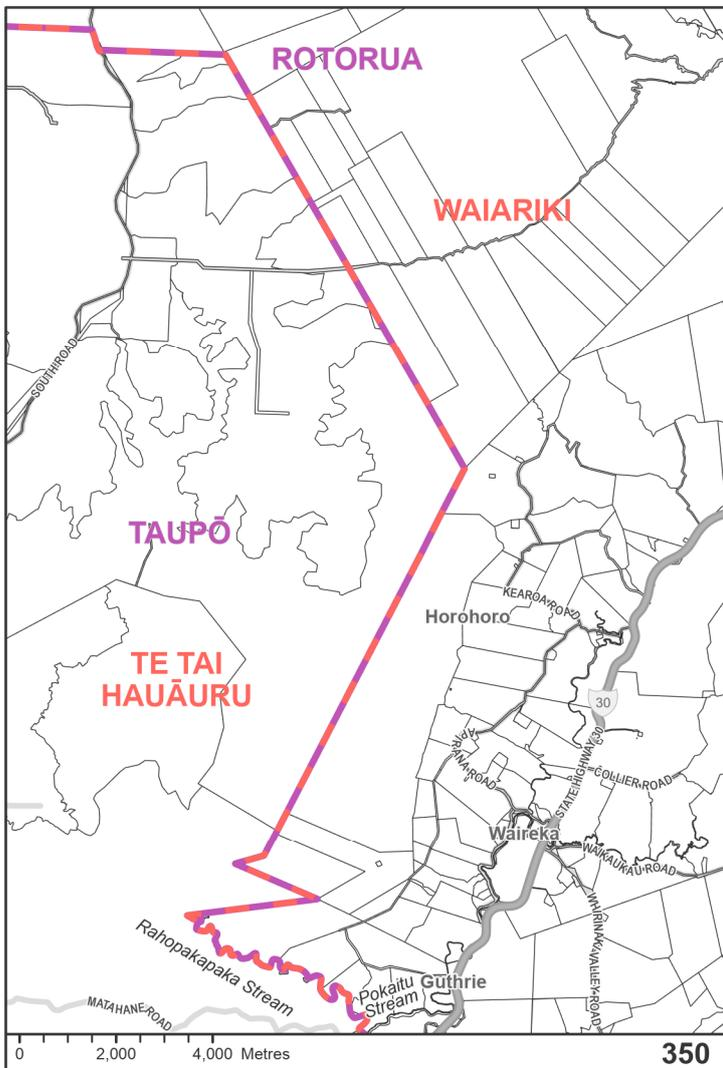 ROTORUA
WAIARIKI
SOUTH ROAD
TAUPŌ
KEAROA ROAD
Horohoro
TE TAI
HAUĀURU
30
APIRANA ROAD
STATE HIGHWAY 30
COLLIER ROAD
Waireka
WAIKAUKAU ROAD
WHIRINAKI VALLEY ROAD
Rahopakapaka Stream
Pokaitu
Stream
Guthrie
MATAHANE ROAD
0 2,000 4,000 Metres
350